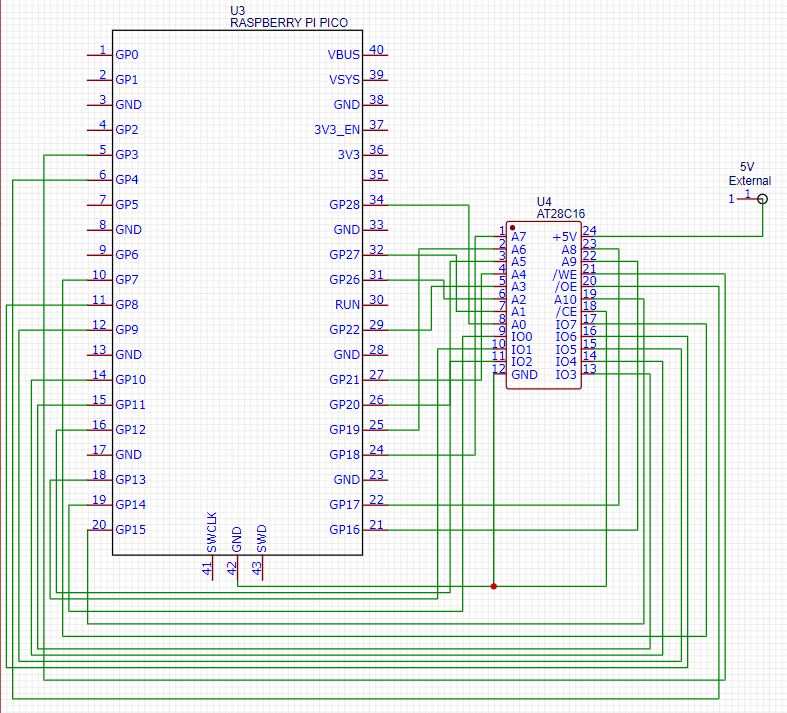 U3
RASPBERRY PI PICO
1 GP0 VBUS 40
2 GP1 VSYS 39
3 GND GND 38
4 GP2 3V3_EN 37
5 GP3 3V3 36
6 GP4 35
7 GP5 GP28 34
8 GND GND 33
9 GP6 GP27 32
10 GP7 GP26 31
11 GP8 RUN 30
12 GP9 GP22 29
13 GND GND 28
14 GP10 GP21 27
15 GP11 GP20 26
16 GP12 GP19 25
17 GND GP18 24
18 GP13 GND 23
19 GP14 GP17 22
20 GP15 GP16 21
SWCLK GND SWD
41 42 43
5V
External
1 1
U4
AT28C16
1 A7 +5V 24
2 A6 A8 23
3 A5 A9 22
4 A4 /WE 21
5 A3 /OE 20
6 A2 A10 19
7 A1 /CE 18
8 A0 IO7 17
9 IO0 IO6 16
10 IO1 IO5 15
11 IO2 IO4 14
12 GND IO3 13